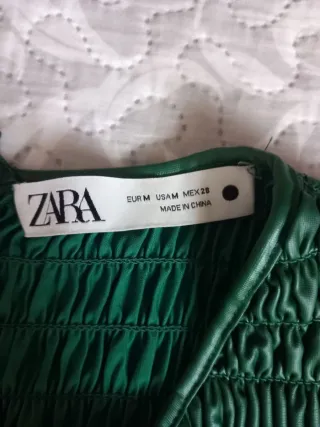 ZARA
EUR M USA M MEX 28
MADE IN CHINA